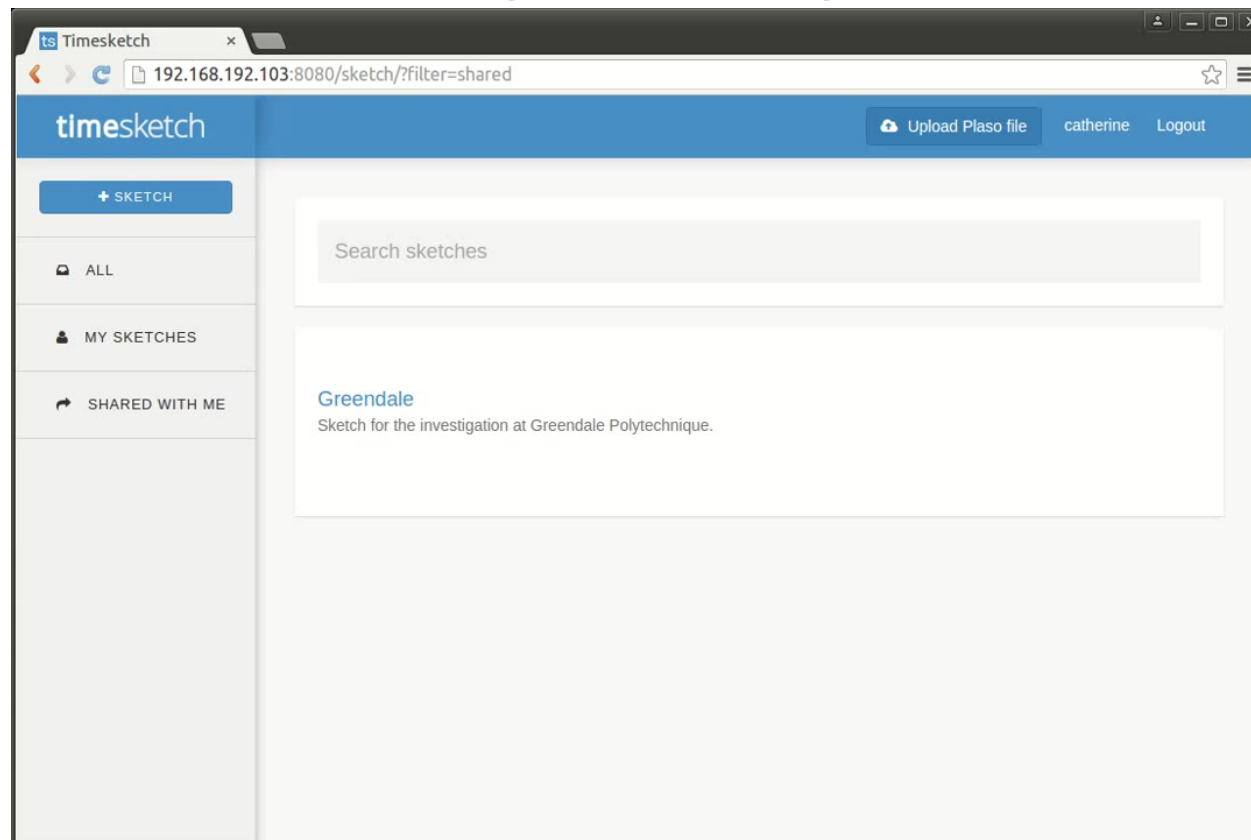 ts Timesketch
192.168.192.103:8080/sketch/?filter=shared
timesketch
Upload Plaso file catherine Logout
+ SKETCH
Search sketches
ALL
MY SKETCHES
SHARED WITH ME
Greendale
Sketch for the investigation at Greendale Polytechnique.